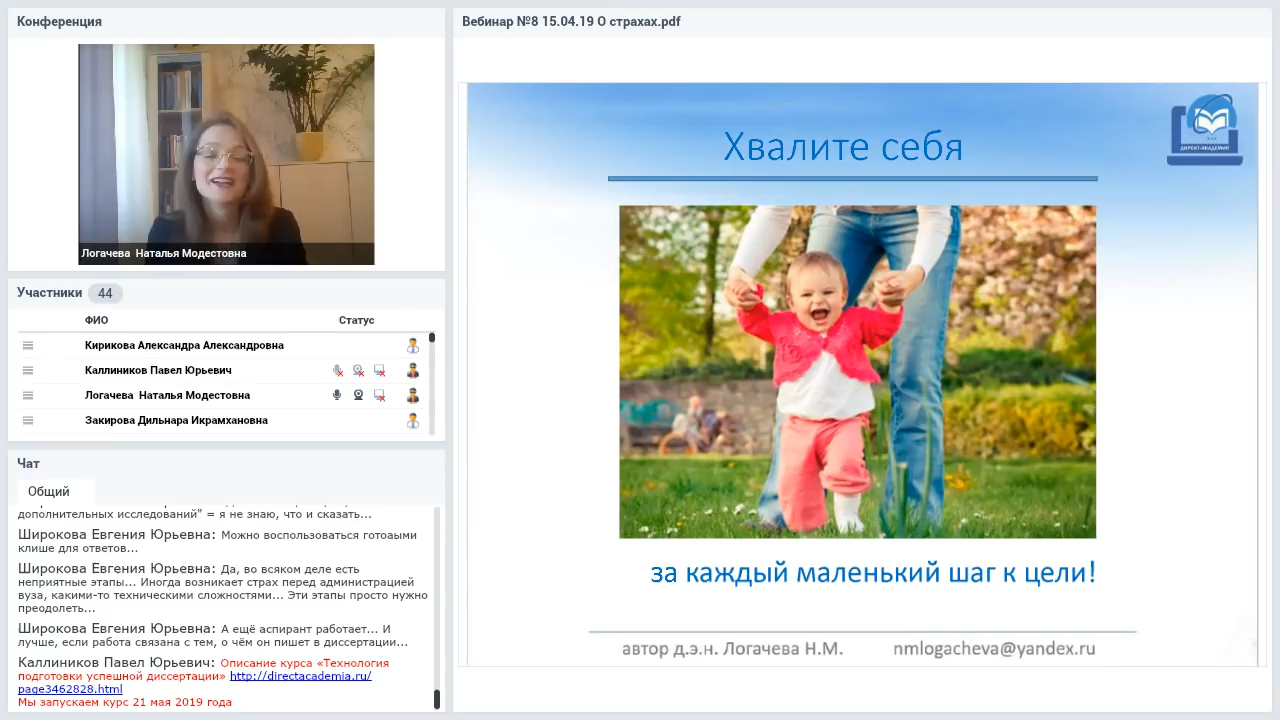 Конференция
Логачева  Наталья Модестовна
Участники 44
ФИО Статус
Кирикова Александра Александровна
Каллиников Павел Юрьевич
Логачева  Наталья Модестовна
Закирова Дильнара Икрамхановна
Чат
Общий
дополнительных исследований" = я не знаю, что и сказать...
Широкова Евгения Юрьевна: Можно воспользоваться готоаыми
клише для ответов...
Широкова Евгения Юрьевна: Да, во всяком деле есть
неприятные этапы... Иногда возникает страх перед администрацией
вуза, какими-то техническими сложностями... Эти этапы просто нужно
преодолеть...
Широкова Евгения Юрьевна: А ещё аспирант работает... И
лучше, если работа связана с тем, о чём он пишет в диссертации...
Каллиников Павел Юрьевич: Описание курса «Технология
подготовки успешной диссертации» http://directacademia.ru/
page3462828.html
Мы запускаем курс 21 мая 2019 года
Вебинар №8 15.04.19 О страхах.pdf
ДИРЕКТ-АКАДЕМИЯ
Хвалите себя
за каждый маленький шаг к цели!
автор д.э.н. Логачева Н.М. nmlogacheva@yandex.ru